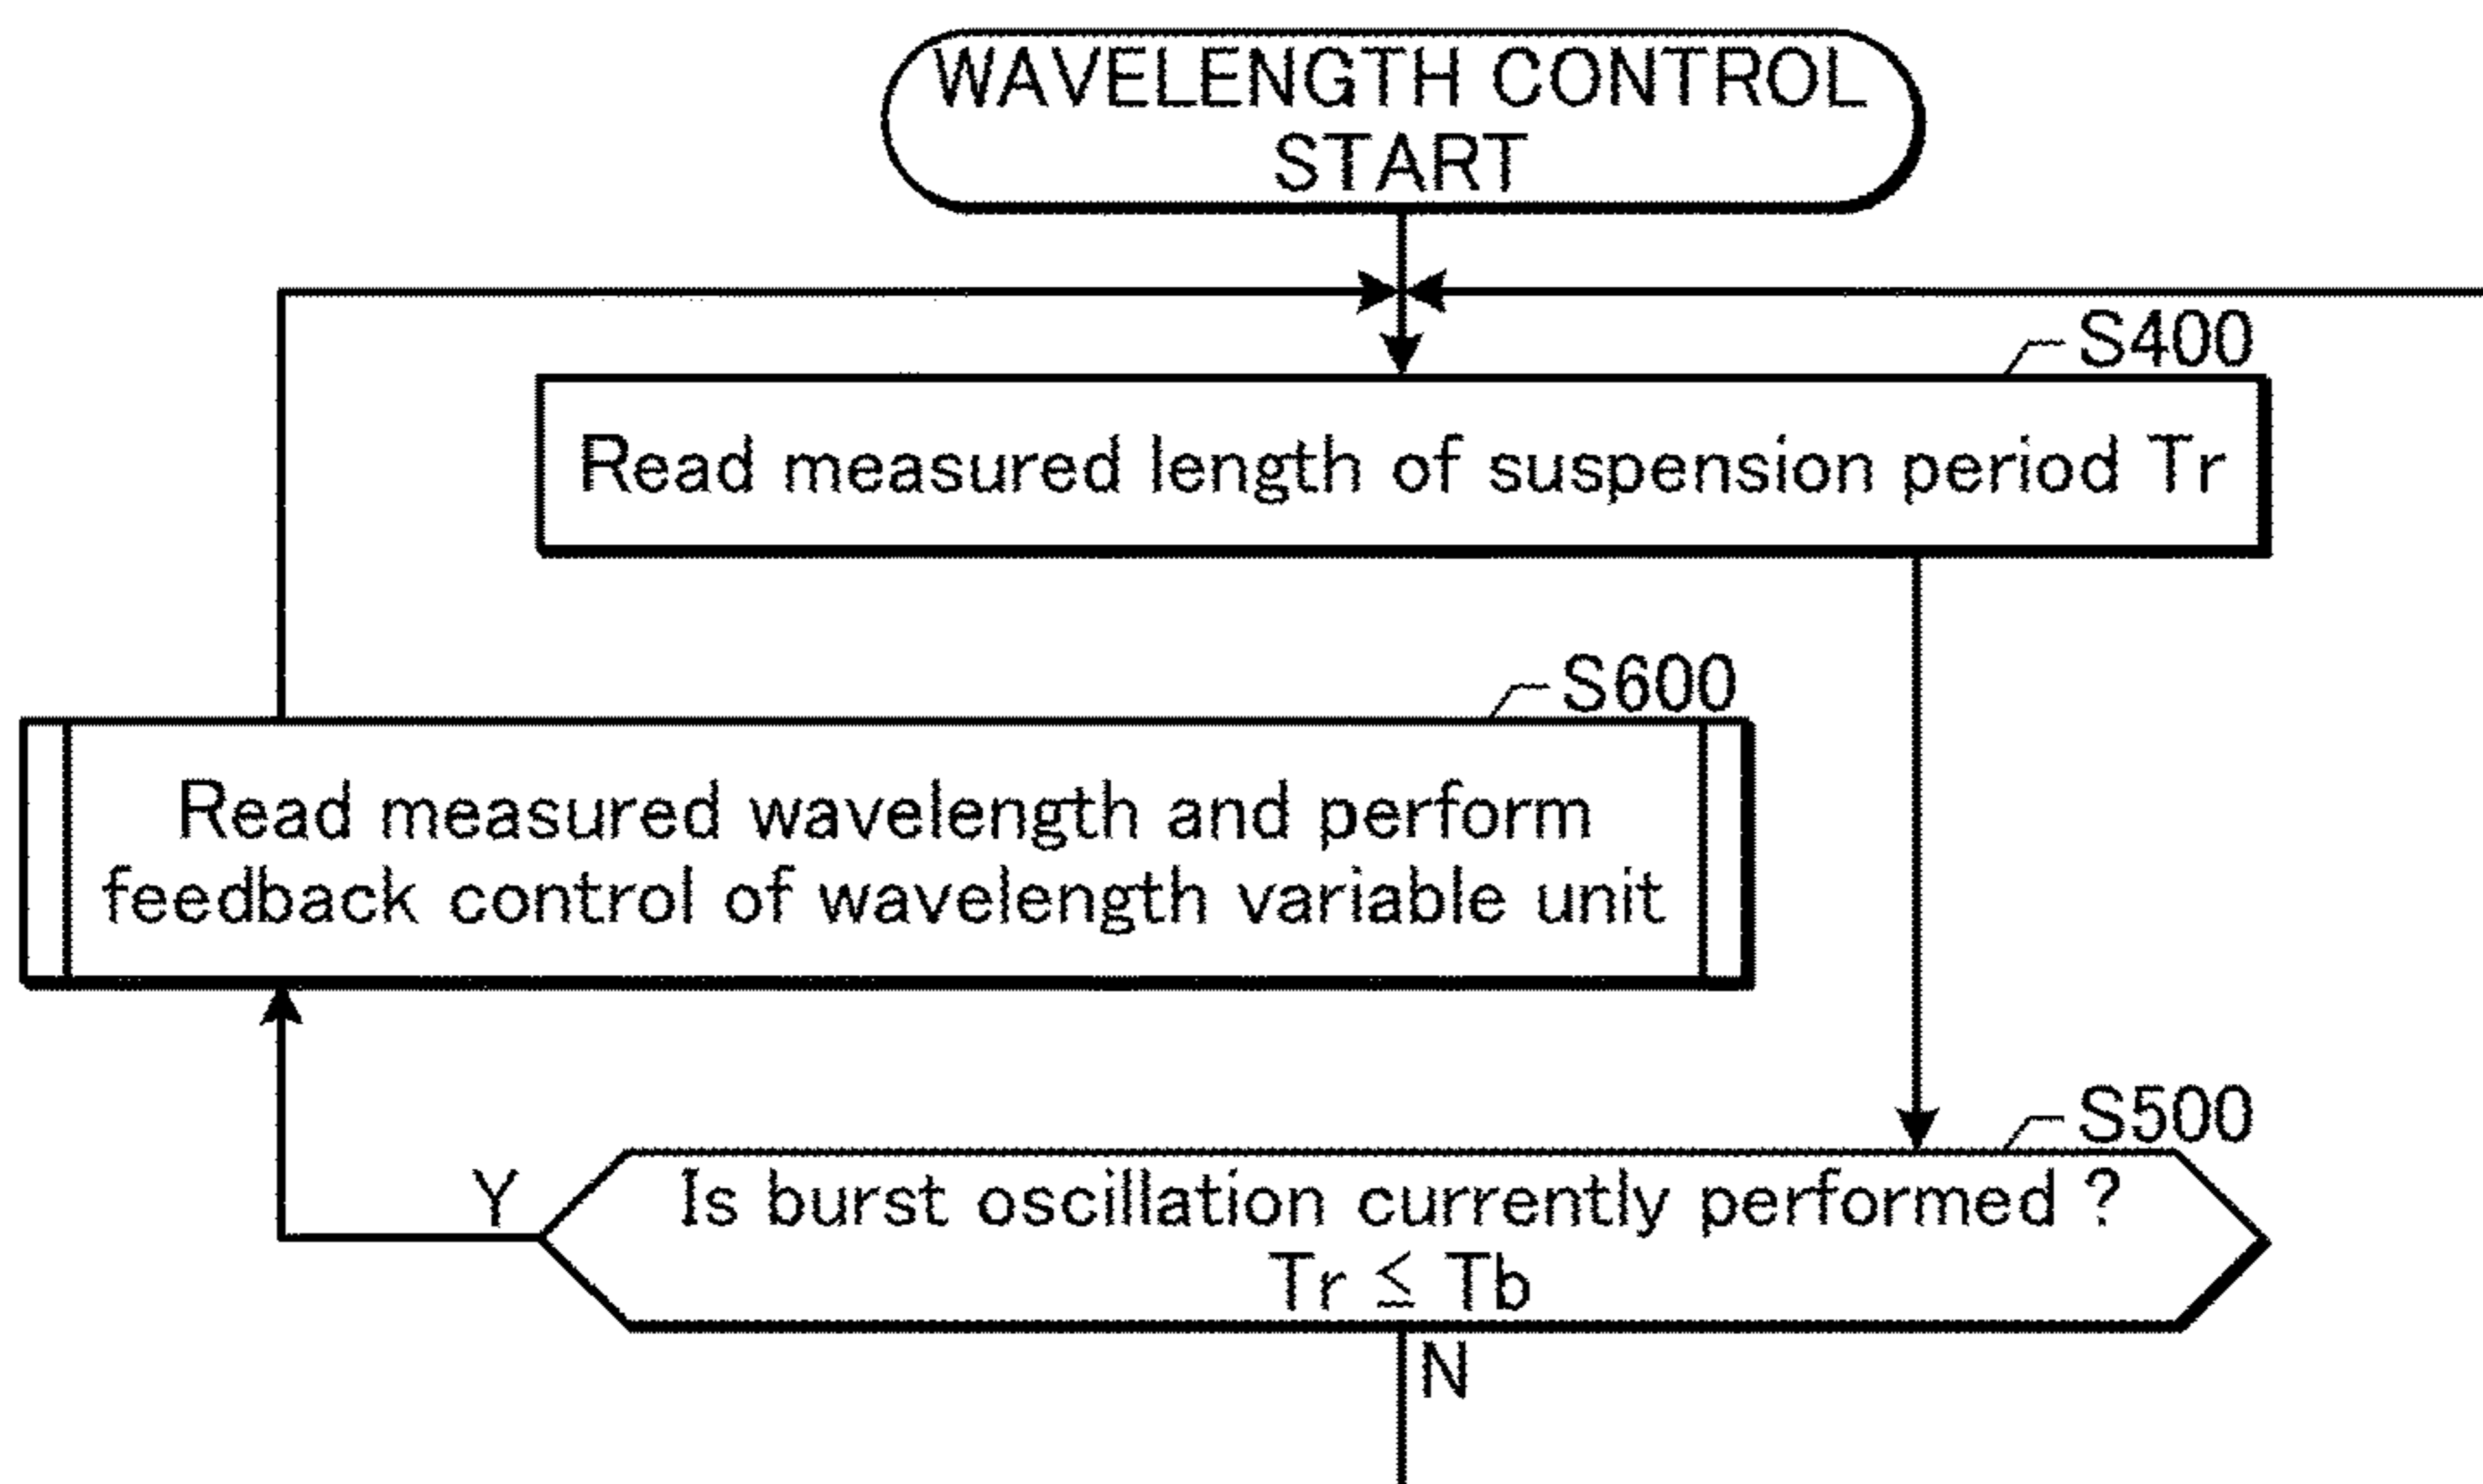 WAVELENGTH CONTROL
START
S400
Read measured length of suspension period Tr
S600
Read measured wavelength and perform
feedback control of wavelength variable unit
S500
Y
Is burst oscillation currently performed ?
Tr ≦ Tb
N